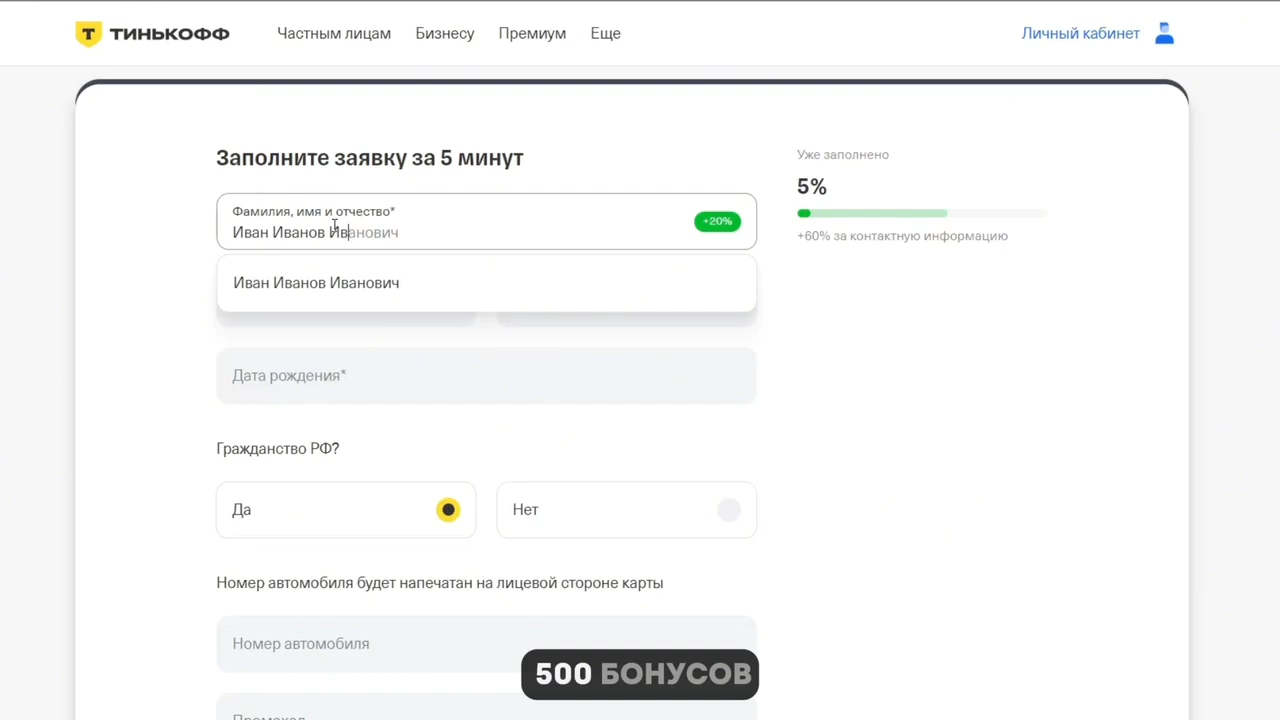 ТИНЬКОФФ
Частным лицам Бизнесу Премиум Еще
Личный кабинет
Заполните заявку за 5 минут
Фамилия, имя и отчество*
Иван Иванов Иванович
+20%
Иван Иванов Иванович
Уже заполнено
5%
+60% за контактную информацию
Дата рождения*
Гражданство РФ?
Да
Нет
Номер автомобиля будет напечатан на лицевой стороне карты
Номер автомобиля
500 БОНУСОВ